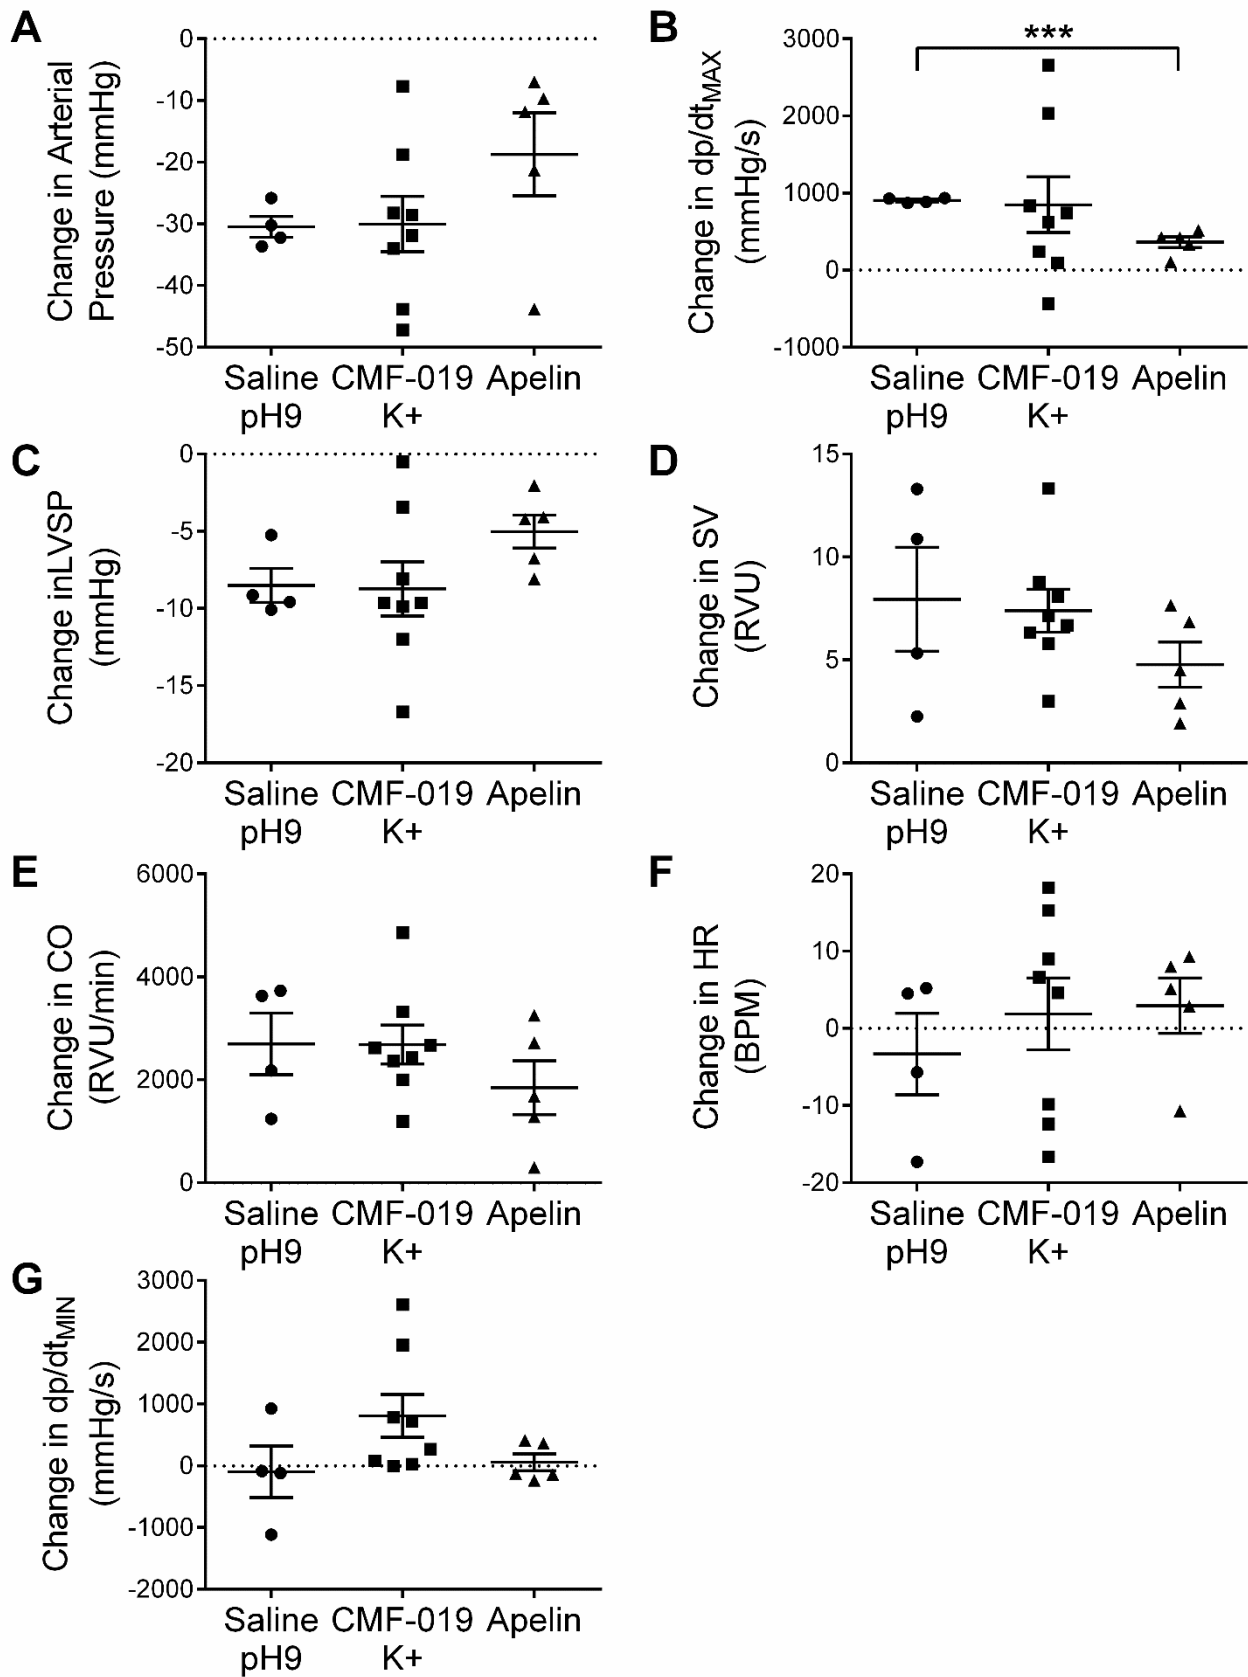 A
Change in Arterial
Pressure (mmHg)
0
-10
-20
-30
-40
-50
Saline CMF-019 Apelin
pH9 K+
B
Change in dp/dtMAX
(mmHg/s)
***
3000
2000
1000
0
-1000
Saline CMF-019 Apelin
pH9 K+
C
Change inLVSP
(mmHg)
0
-5
-10
-15
-20
Saline CMF-019 Apelin
pH9 K+
D
Change in SV
(RVU)
15
10
5
0
Saline CMF-019 Apelin
pH9 K+
E
Change in CO
(RVU/min)
6000
4000
2000
0
Saline CMF-019 Apelin
pH9 K+
F
Change in HR
(BPM)
20
10
0
-10
-20
Saline CMF-019 Apelin
pH9 K+
G
Change in dp/dtMIN
(mmHg/s)
3000
2000
1000
0
-1000
-2000
Saline CMF-019 Apelin
pH9 K+